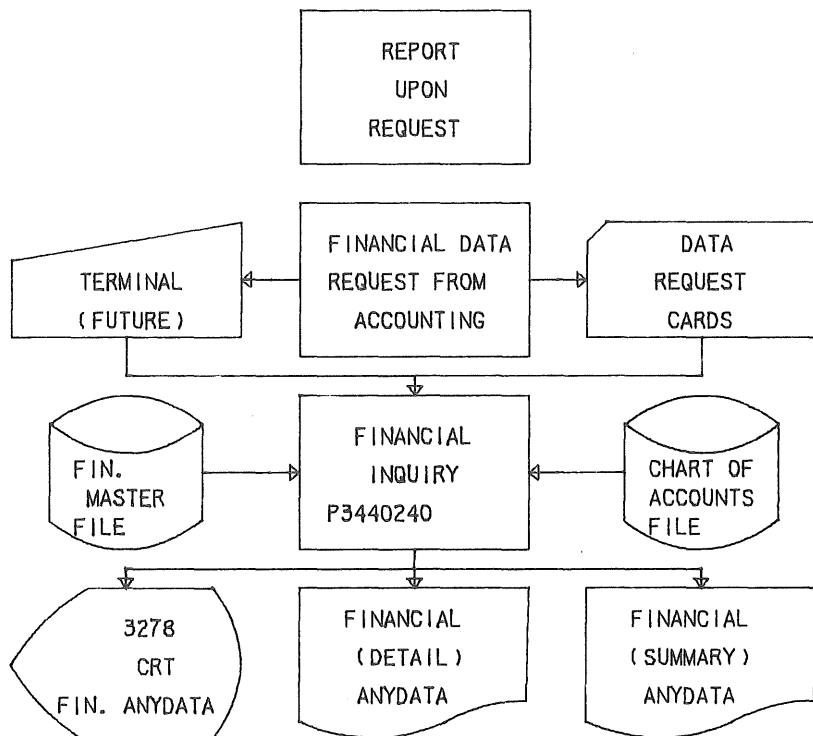 REPORT
UPON
REQUEST
TERMINAL
(FUTURE)
FINANCIAL DATA
REQUEST FROM
ACCOUNTING
DATA
REQUEST
CARDS
FIN.
MASTER
FILE
FINANCIAL
INQUIRY
P3440240
CHART OF
ACCOUNTS
FILE
3278
CRT
FIN. ANYDATA
FINANCIAL
(DETAIL)
ANYDATA
FINANCIAL
(SUMMARY)
ANYDATA